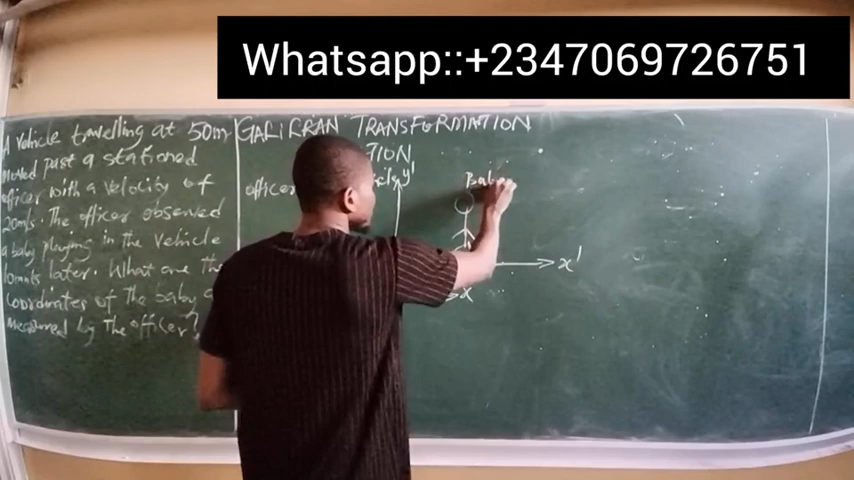 Whatsapp::+2347069726751
A vehicle travelling at 50m
moved past a stationed
officer with a velocity of
20m/s. The officer observed
a baby playing in the vehicle
10mnts later. What are the
Coordinates of the baby
measured by the officer?
GALILEAN TRANSFORMATION
TION
officer
y'
Baby
x'
x